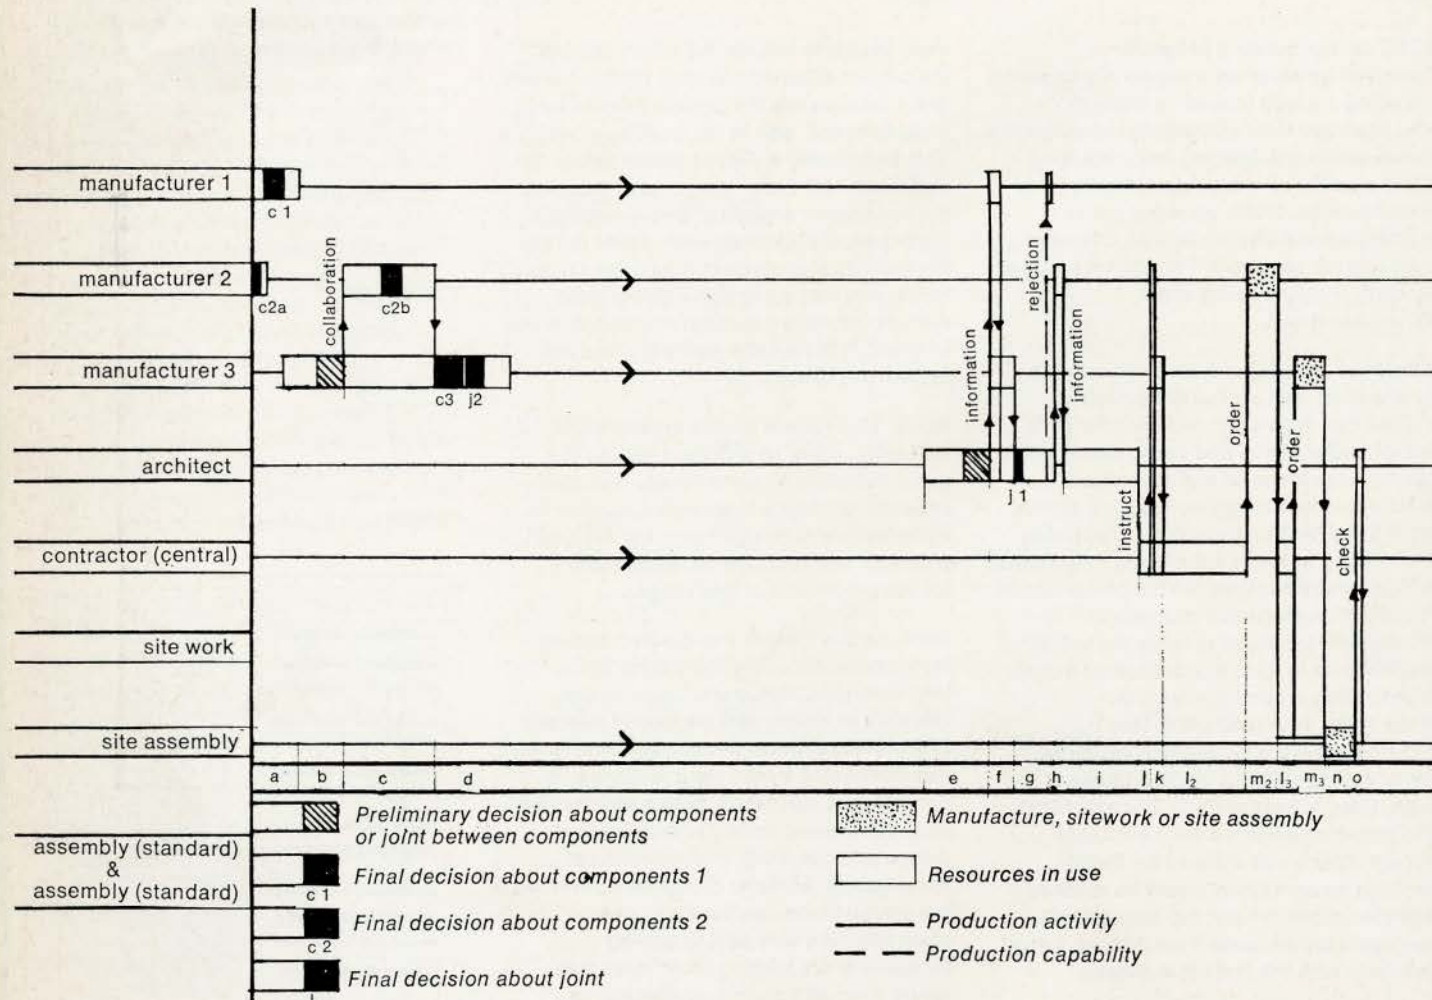 manufacturer 1
c 1
manufacturer 2
c2a
collaboration
c2b
manufacturer 3
c3
j2
information
rejection
information
architect
j 1
instruct
order
order
contractor (central)
check
site work
site assembly
a b c d e f g h i j k l2 m2 l3 m3 n o
Preliminary decision about components
or joint between components
assembly (standard)
&
assembly (standard)
Final decision about components 1
c 1
Final decision about components 2
c 2
Final decision about joint
Manufacture, sitework or site assembly
Resources in use
Production activity
Production capability